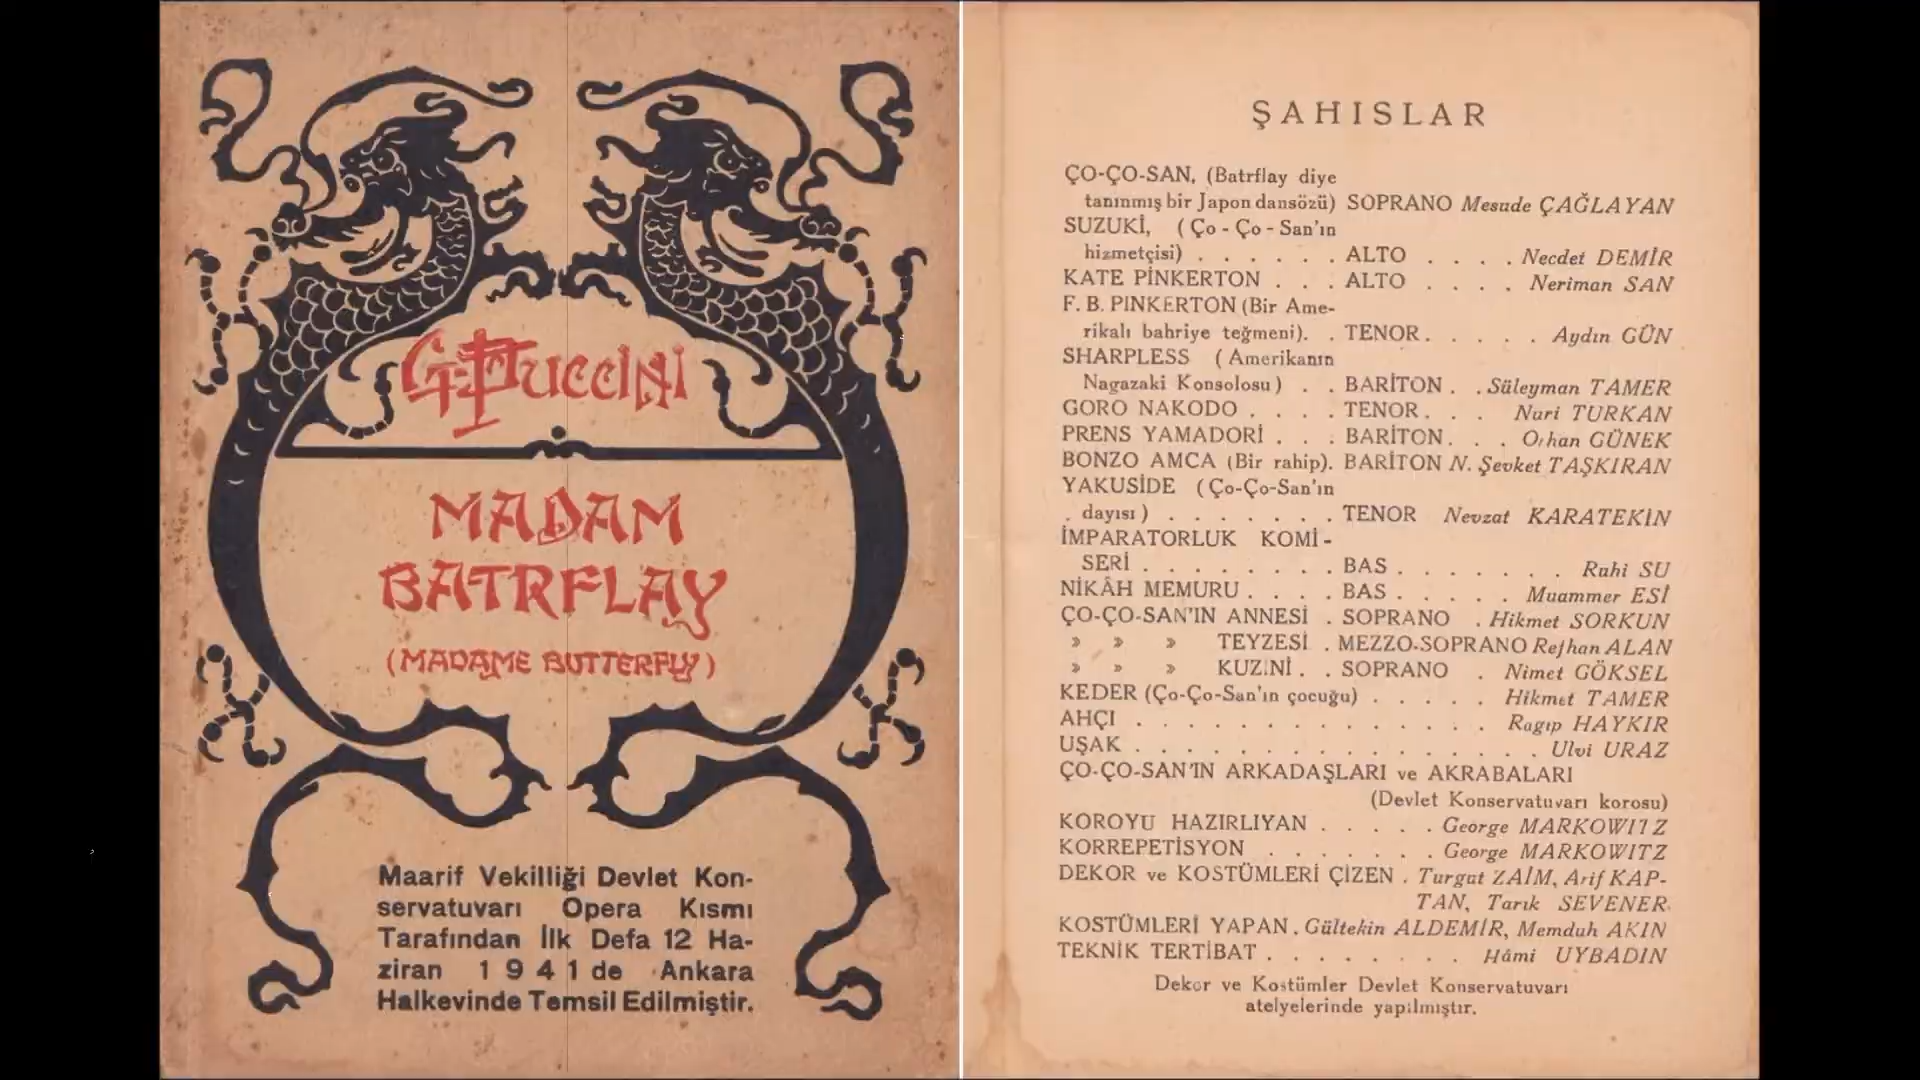 G. Puccini
MADAM
BATRFLAY
(MADAME BUTTERFLY)
Maarif Vekilliği Devlet Kon-
servatuvarı Opera Kısmı
Tarafından İlk Defa 12 Ha-
ziran 1941 de Ankara
Halkevinde Temsil Edilmiştir.
ŞAHISLAR
ÇO-ÇO-SAN, (Batrflay diye
tanınmış bir Japon dansözü) SOPRANO Mesude ÇAĞLAYAN
SUZUKİ, (Ço - Ço - San'ın
hizmetçisi) . . . . . . ALTO . . . . Necdet DEMİR
KATE PİNKERTON . . . ALTO . . . . Neriman SAN
F. B. PINKERTON (Bir Ame-
rikalı bahriye teğmeni). . TENOR. . . . . Aydın GÜN
SHARPLESS (Amerikanın
Nagazaki Konsolosu) . . BARİTON . . Süleyman TAMER
GORO NAKODO . . . . TENOR. . . Nuri TURKAN
PRENS YAMADORİ . . . BARİTON. . . Orhan GÜNEK
BONZO AMCA (Bir rahip). BARİTON N. Şevket TAŞKIRAN
YAKUSİDE (Ço-Ço-San'ın
dayısı) . . . . . . . TENOR Nevzat KARATEKİN
İMPARATORLUK KOMİ-
SERİ . . . . . . . . BAS . . . . . . . Ruhi SU
NİKÂH MEMURU . . . . BAS . . . . . Muammer ESİ
ÇO-ÇO-SAN'IN ANNESİ . SOPRANO . Hikmet SORKUN
» » » TEYZESİ . MEZZO-SOPRANO Rejhan ALAN
» » » KUZİNİ . . SOPRANO . Nimet GÖKSEL
KEDER (Ço-Ço-San'ın çocuğu) . . . . . Hikmet TAMER
AHÇI . . . . . . . . . . . . . . Ragıp HAYKIR
UŞAK . . . . . . . . . . . . . . . . Ulvi URAZ
ÇO-ÇO-SAN'IN ARKADAŞLARI ve AKRABALARI
(Devlet Konservatuvarı korosu)
KOROYU HAZIRLIYAN . . . . . George MARKOWITZ
KORREPETİSYON . . . . . . . George MARKOWITZ
DEKOR ve KOSTÜMLERİ ÇİZEN . Turgut ZAİM, Arif KAP-
TAN, Tarık SEVENER.
KOSTÜMLERİ YAPAN . Gültekin ALDEMİR, Memduh AKIN
TEKNİK TERTİBAT . . . . . . . . Hâmi UYBADIN
Dekor ve Kostümler Devlet Konservatuvarı
atelyelerinde yapılmıştır.